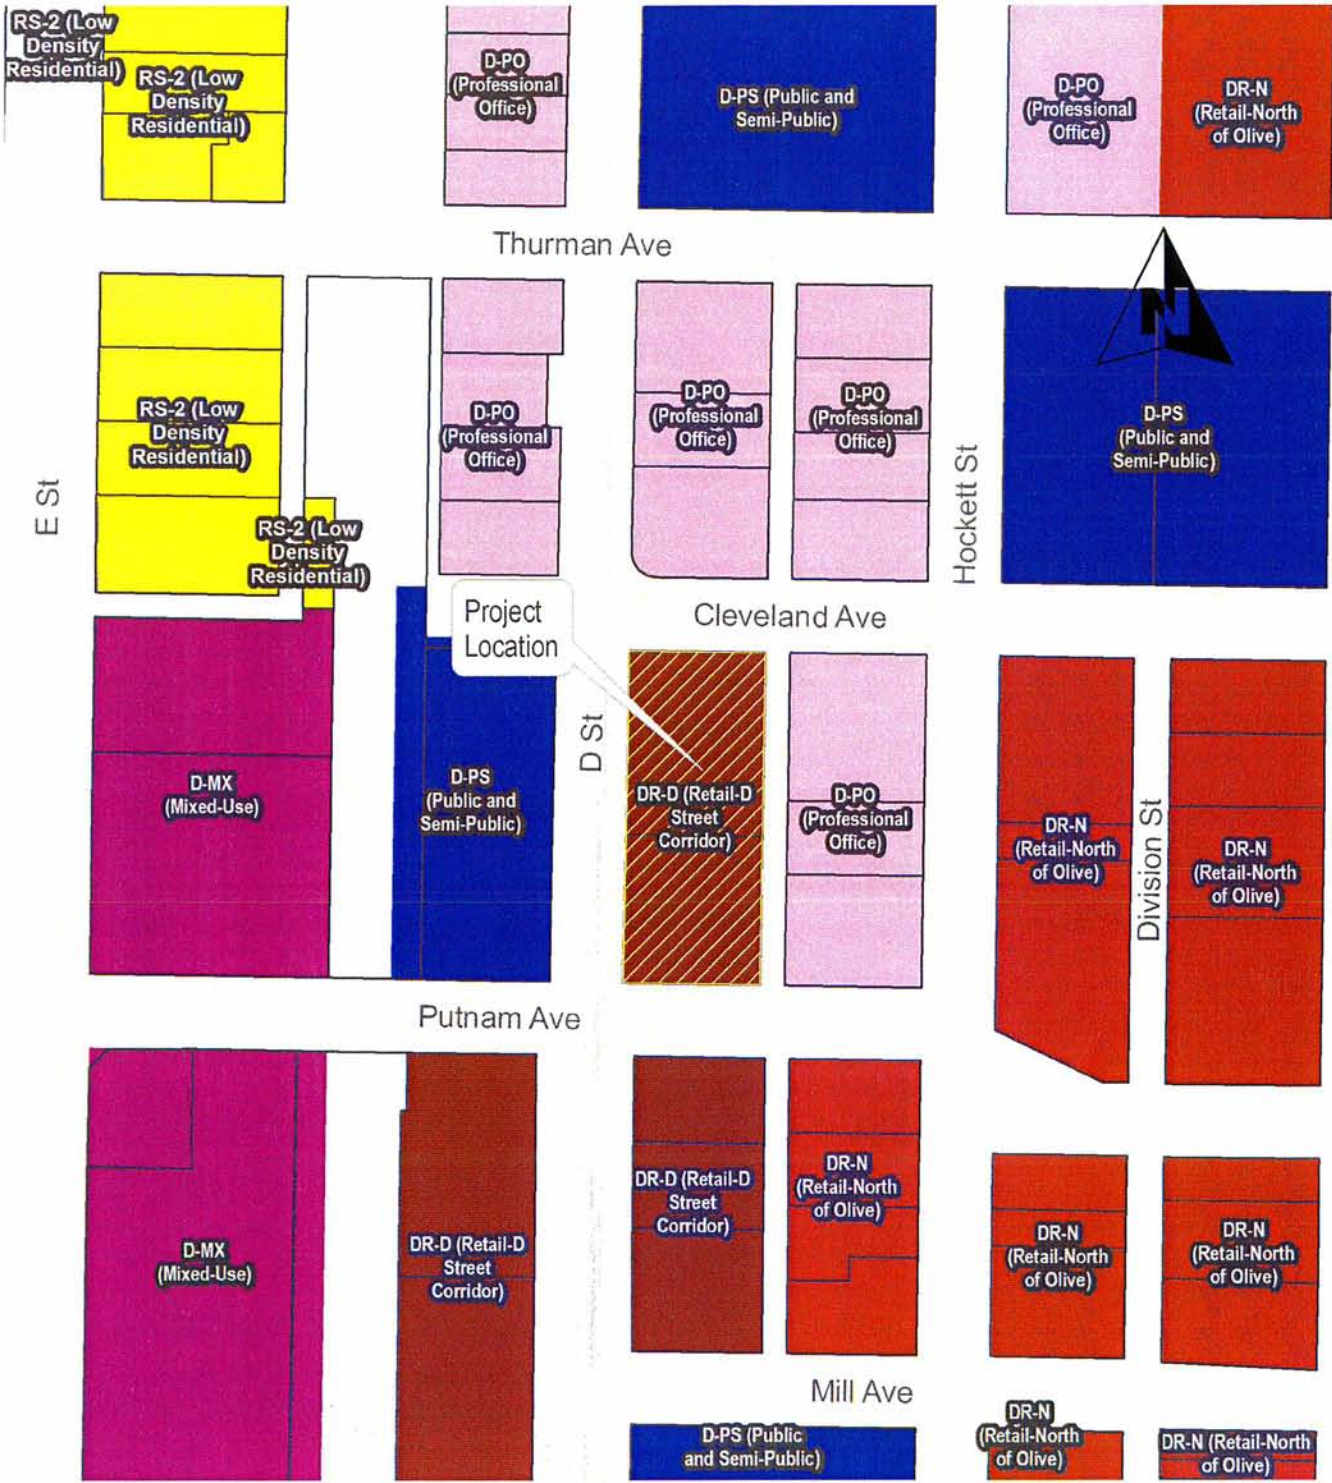 RS-2 (Low
Density
Residential)
RS-2 (Low
Density
Residential)
D-PO
(Professional
Office)
D-PS (Public and
Semi-Public)
D-PO
(Professional
Office)
DR-N
(Retail-North
of Olive)
Thurman Ave
N
E St
RS-2 (Low
Density
Residential)
RS-2 (Low
Density
Residential)
D-PO
(Professional
Office)
D-PO
(Professional
Office)
D-PO
(Professional
Office)
Hockett St
D-PS
(Public and
Semi-Public)
Project
Location
Cleveland Ave
D-MX
(Mixed-Use)
D-PS
(Public and
Semi-Public)
D St
DR-D (Retail-D
Street
Corridor)
D-PO
(Professional
Office)
DR-N
(Retail-North
of Olive)
Division St
DR-N
(Retail-North
of Olive)
Putnam Ave
D-MX
(Mixed-Use)
DR-D (Retail-D
Street
Corridor)
DR-D (Retail-D
Street
Corridor)
DR-N
(Retail-North
of Olive)
DR-N
(Retail-North
of Olive)
DR-N
(Retail-North
of Olive)
Mill Ave
D-PS (Public
and Semi-Public)
DR-N
(Retail-North
of Olive)
DR-N (Retail-North
of Olive)